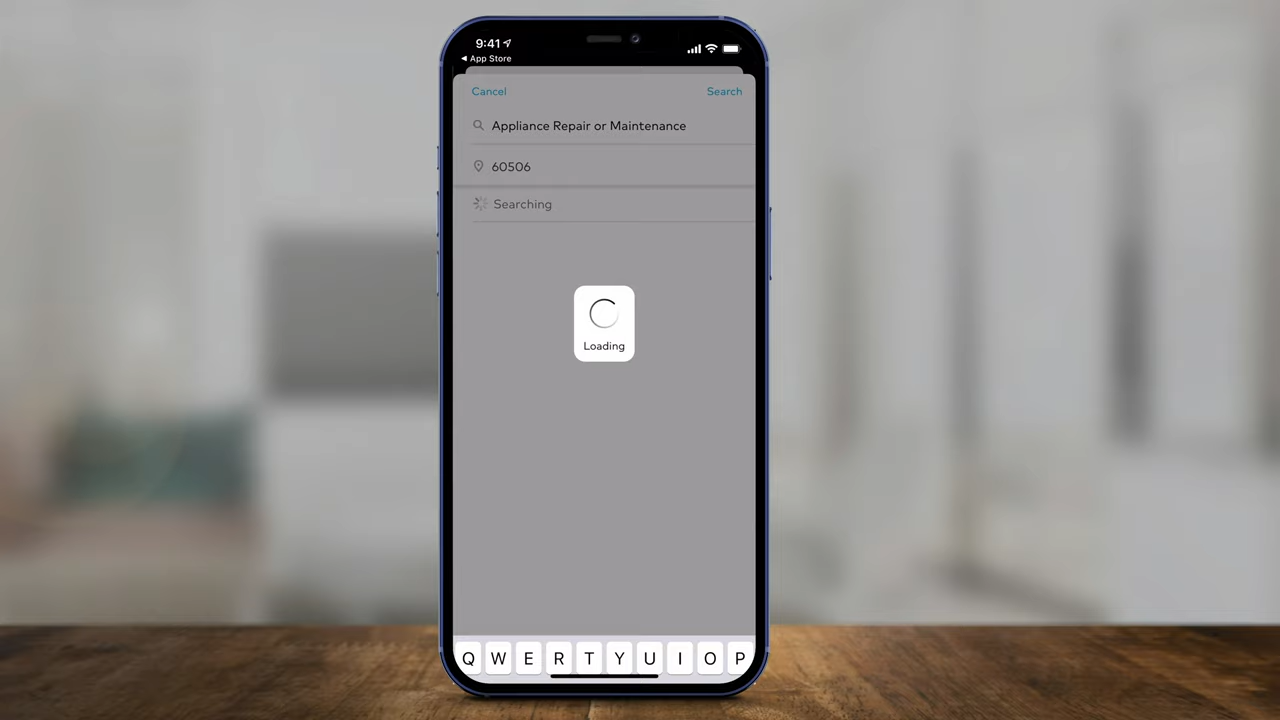 9:41
◀ App Store
Cancel Search
Appliance Repair or Maintenance
60506
Searching
Loading
Q W E R T Y U I O P